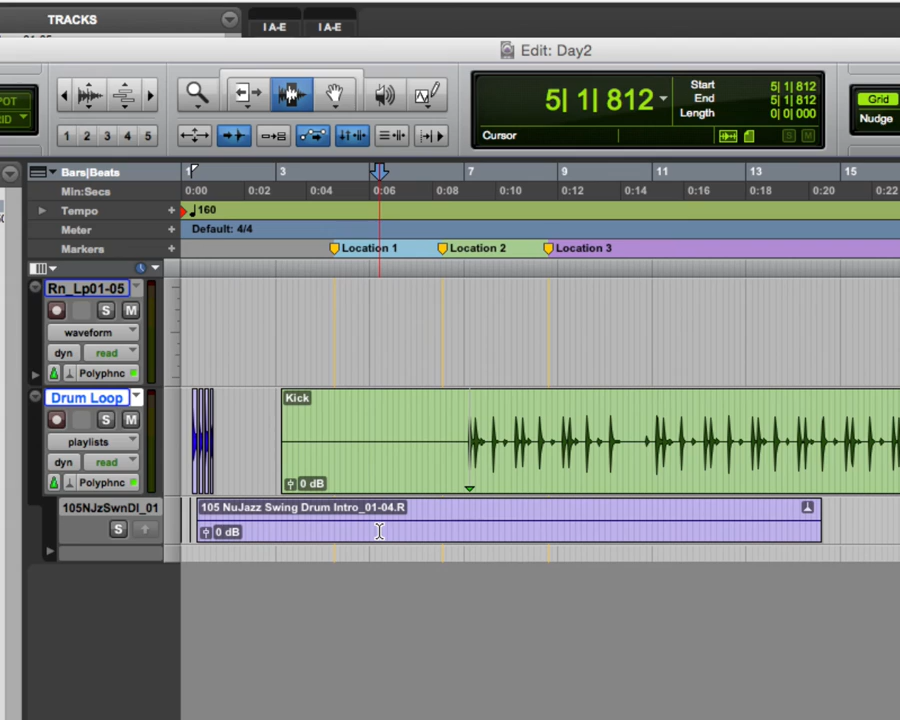 TRACKS
I A-E I A-E
Edit: Day2
POT
RID
1 2 3 4 5
5| 1| 812
Start 5| 1| 812
End 5| 1| 812
Length 0| 0| 000
Cursor
S M
Grid
Nudge
Bars|Beats 1 3 7 9 11 13 15
Min:Secs 0:00 0:02 0:04 0:06 0:08 0:10 0:12 0:14 0:16 0:18 0:20 0:22
Tempo + 160
Meter + Default: 4/4
Markers + Location 1 Location 2 Location 3
Rn_Lp01-05
S M
waveform
dyn read
Polyphnc
Drum Loop
S M
playlists
dyn read
Polyphnc
Kick
0 dB
105NJzSwnDI_01
S
105 NuJazz Swing Drum Intro_01-04.R
0 dB